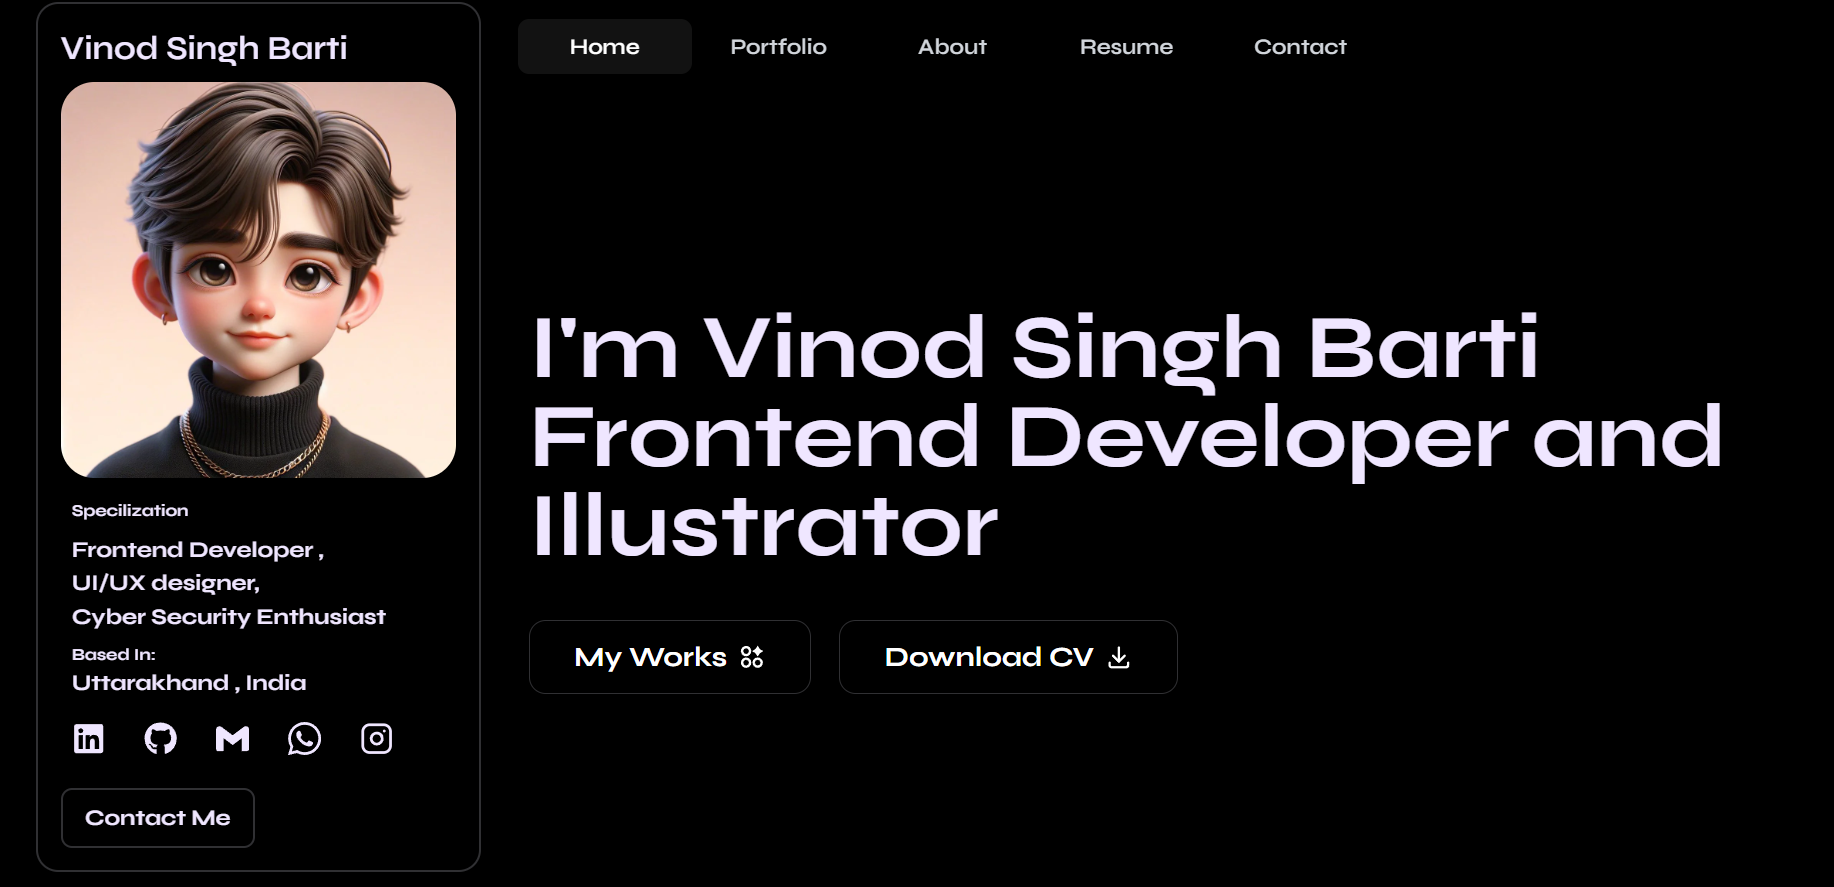 Vinod Singh Barti
Specilization
Frontend Developer ,
UI/UX designer,
Cyber Security Enthusiast
Based In:
Uttarakhand , India
in
Contact Me
Home Portfolio About Resume Contact
I'm Vinod Singh Barti
Frontend Developer and
Illustrator
My Works
Download CV